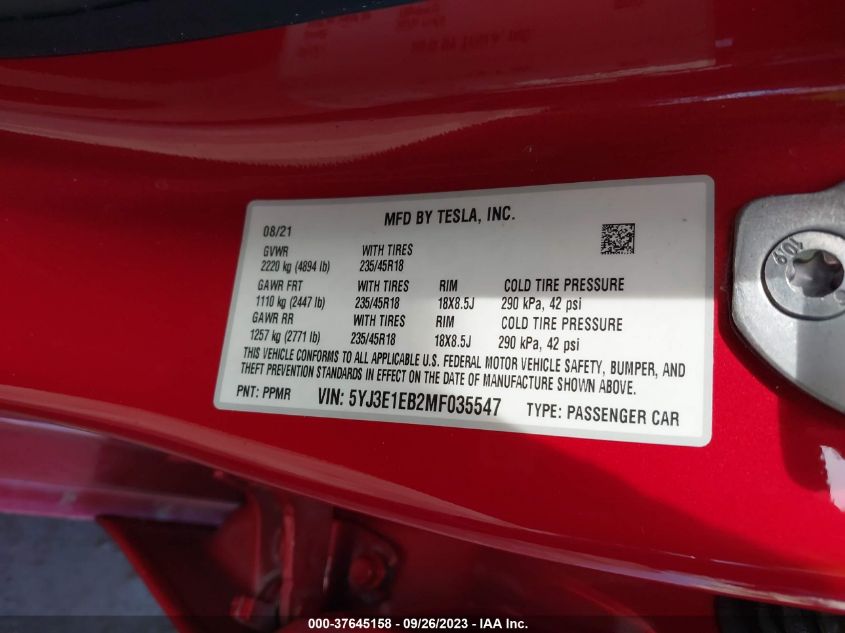 MFD BY TESLA, INC.
08/21
GVWR WITH TIRES
2220 kg (4894 lb) 235/45R18
GAWR FRT WITH TIRES RIM COLD TIRE PRESSURE
1110 kg (2447 lb) 235/45R18 18X8.5J 290 kPa, 42 psi
GAWR RR WITH TIRES RIM COLD TIRE PRESSURE
1257 kg (2771 lb) 235/45R18 18X8.5J 290 kPa, 42 psi
THIS VEHICLE CONFORMS TO ALL APPLICABLE U.S. FEDERAL MOTOR VEHICLE SAFETY, BUMPER, AND
THEFT PREVENTION STANDARDS IN EFFECT ON THE DATE OF MANUFACTURE SHOWN ABOVE.
PNT: PPMR VIN: 5YJ3E1EB2MF035547 TYPE: PASSENGER CAR
10.9
000-37645158 - 09/26/2023 - IAA Inc.